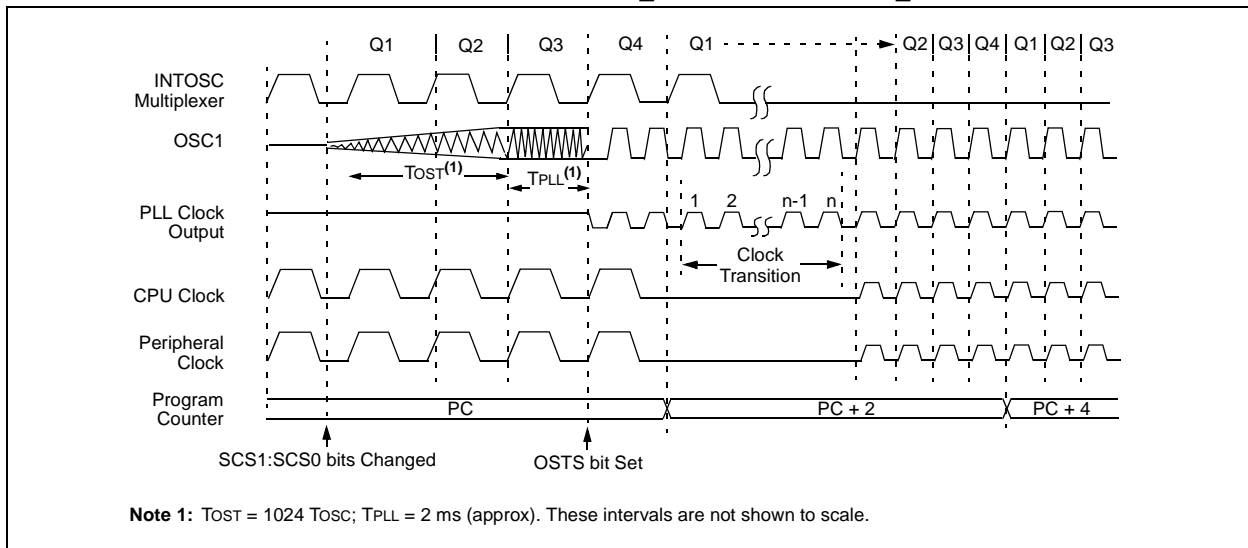 Q1 Q2 Q3 Q4 Q1 Q2 Q3 Q4 Q1 Q2 Q3
INTOSC
Multiplexer
OSC1
TOST(1)
TPLL(1)
1 2 n-1 n
PLL Clock
Output
Clock
Transition
CPU Clock
Peripheral
Clock
Program
Counter
PC PC + 2 PC + 4
SCS1:SCS0 bits Changed OSTS bit Set
Note 1: TOST = 1024 TOSC; TPLL = 2 ms (approx). These intervals are not shown to scale.